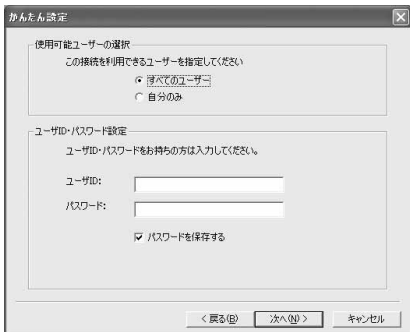 かんたん設定
使用可能ユーザーの選択
この接続を利用できるユーザーを指定してください
すべてのユーザー
自分のみ
ユーザID・パスワード設定
ユーザID・パスワードをお持ちの方は入力してください。
ユーザID:
パスワード:
パスワードを保存する
< 戻る(B)
次へ(N) >
キャンセル